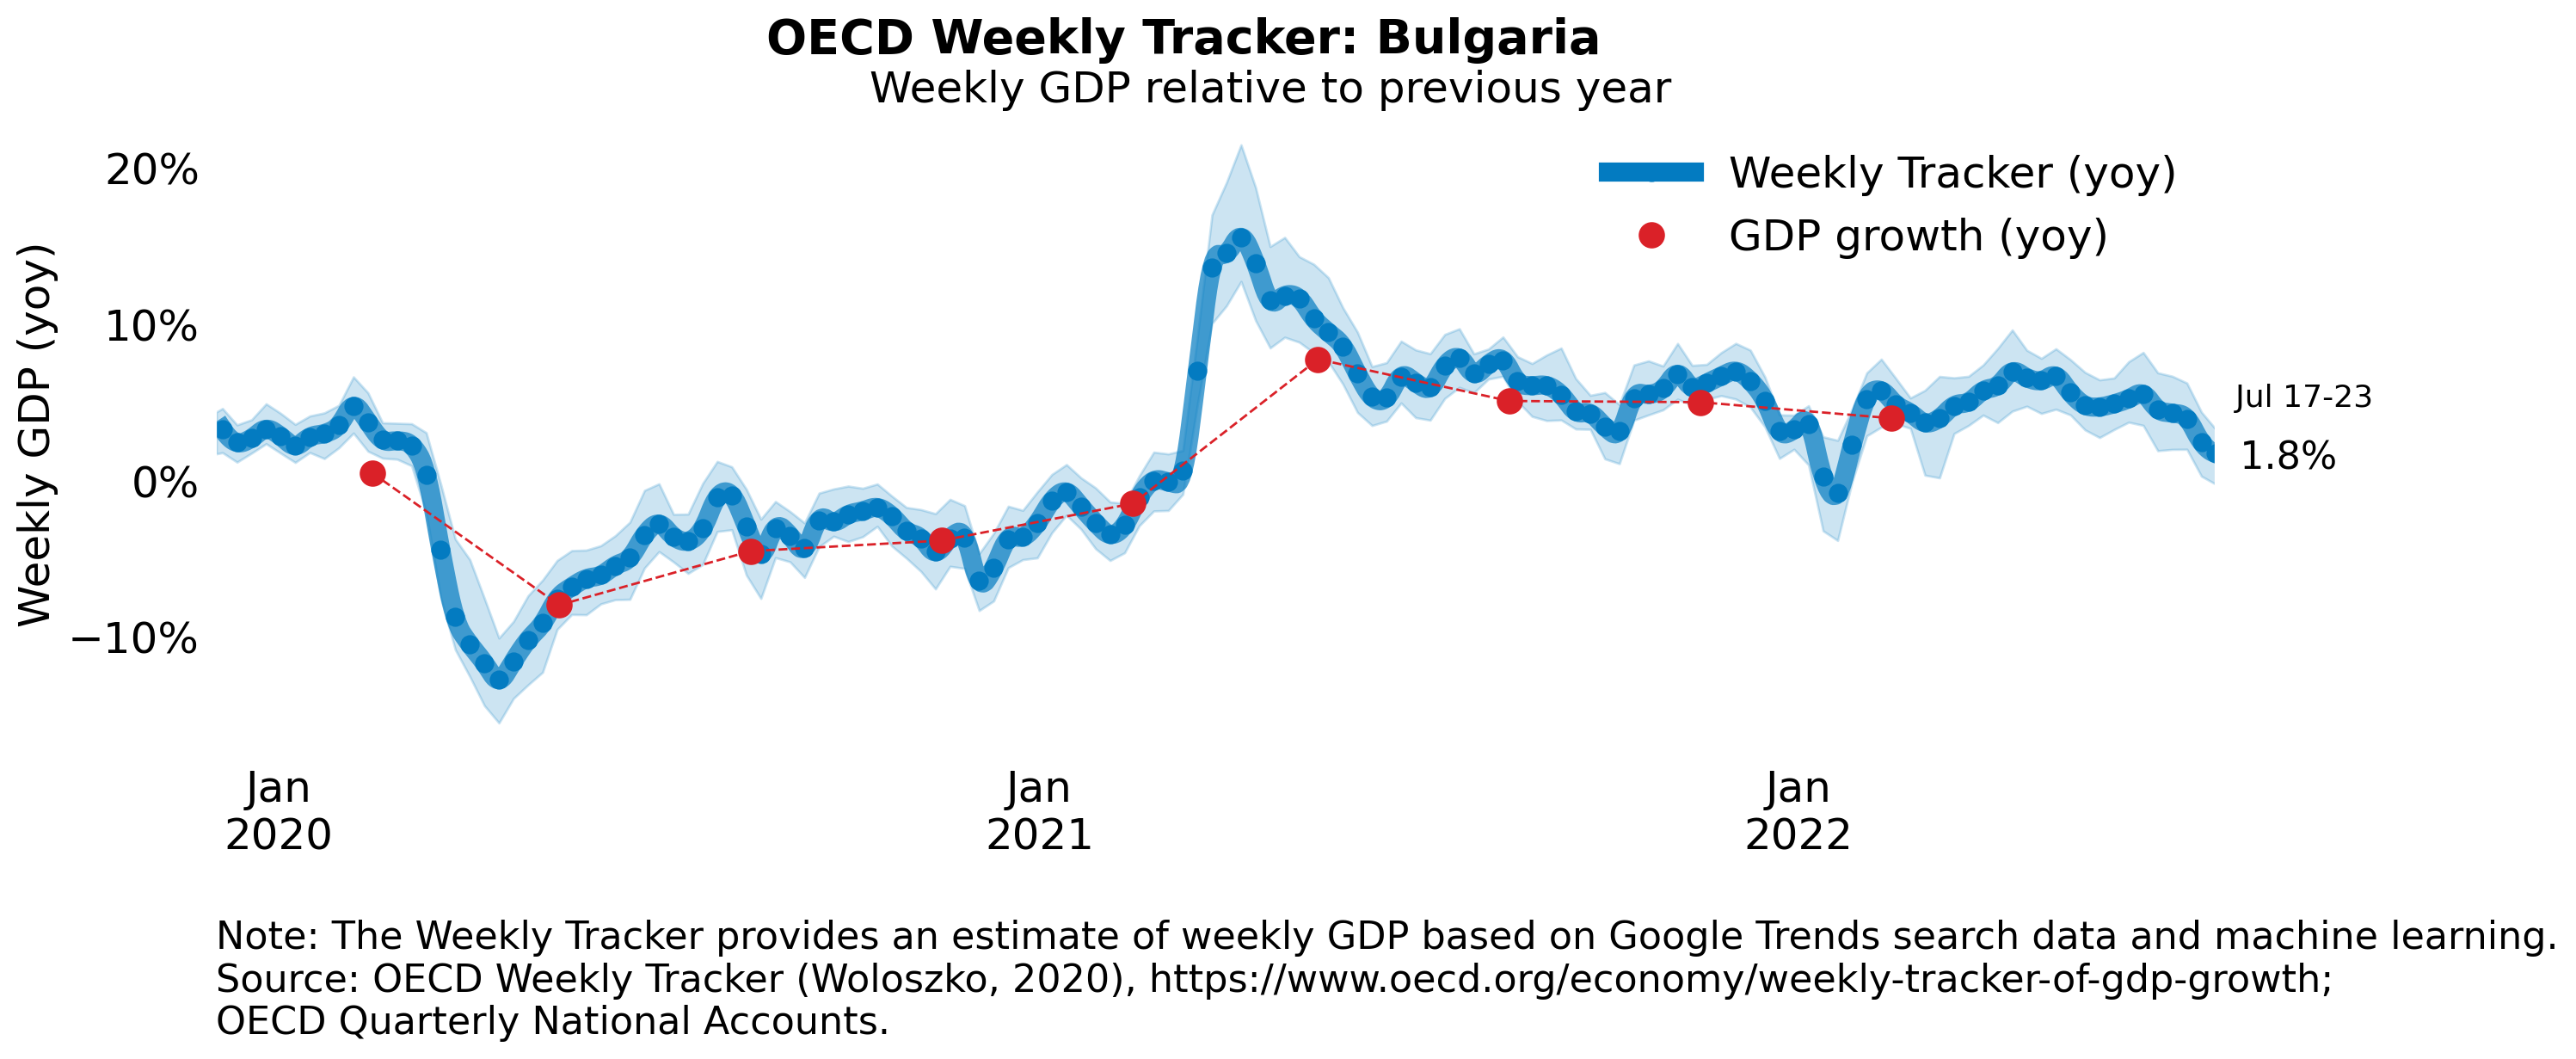 OECD Weekly Tracker: Bulgaria
Weekly GDP relative to previous year
Weekly GDP (yoy)
20%
10%
0%
−10%
Weekly Tracker (yoy)
GDP growth (yoy)
Jul 17-23
1.8%
Jan
2020
Jan
2021
Jan
2022
Note: The Weekly Tracker provides an estimate of weekly GDP based on Google Trends search data and machine learning.
Source: OECD Weekly Tracker (Woloszko, 2020), https://www.oecd.org/economy/weekly-tracker-of-gdp-growth;
OECD Quarterly National Accounts.